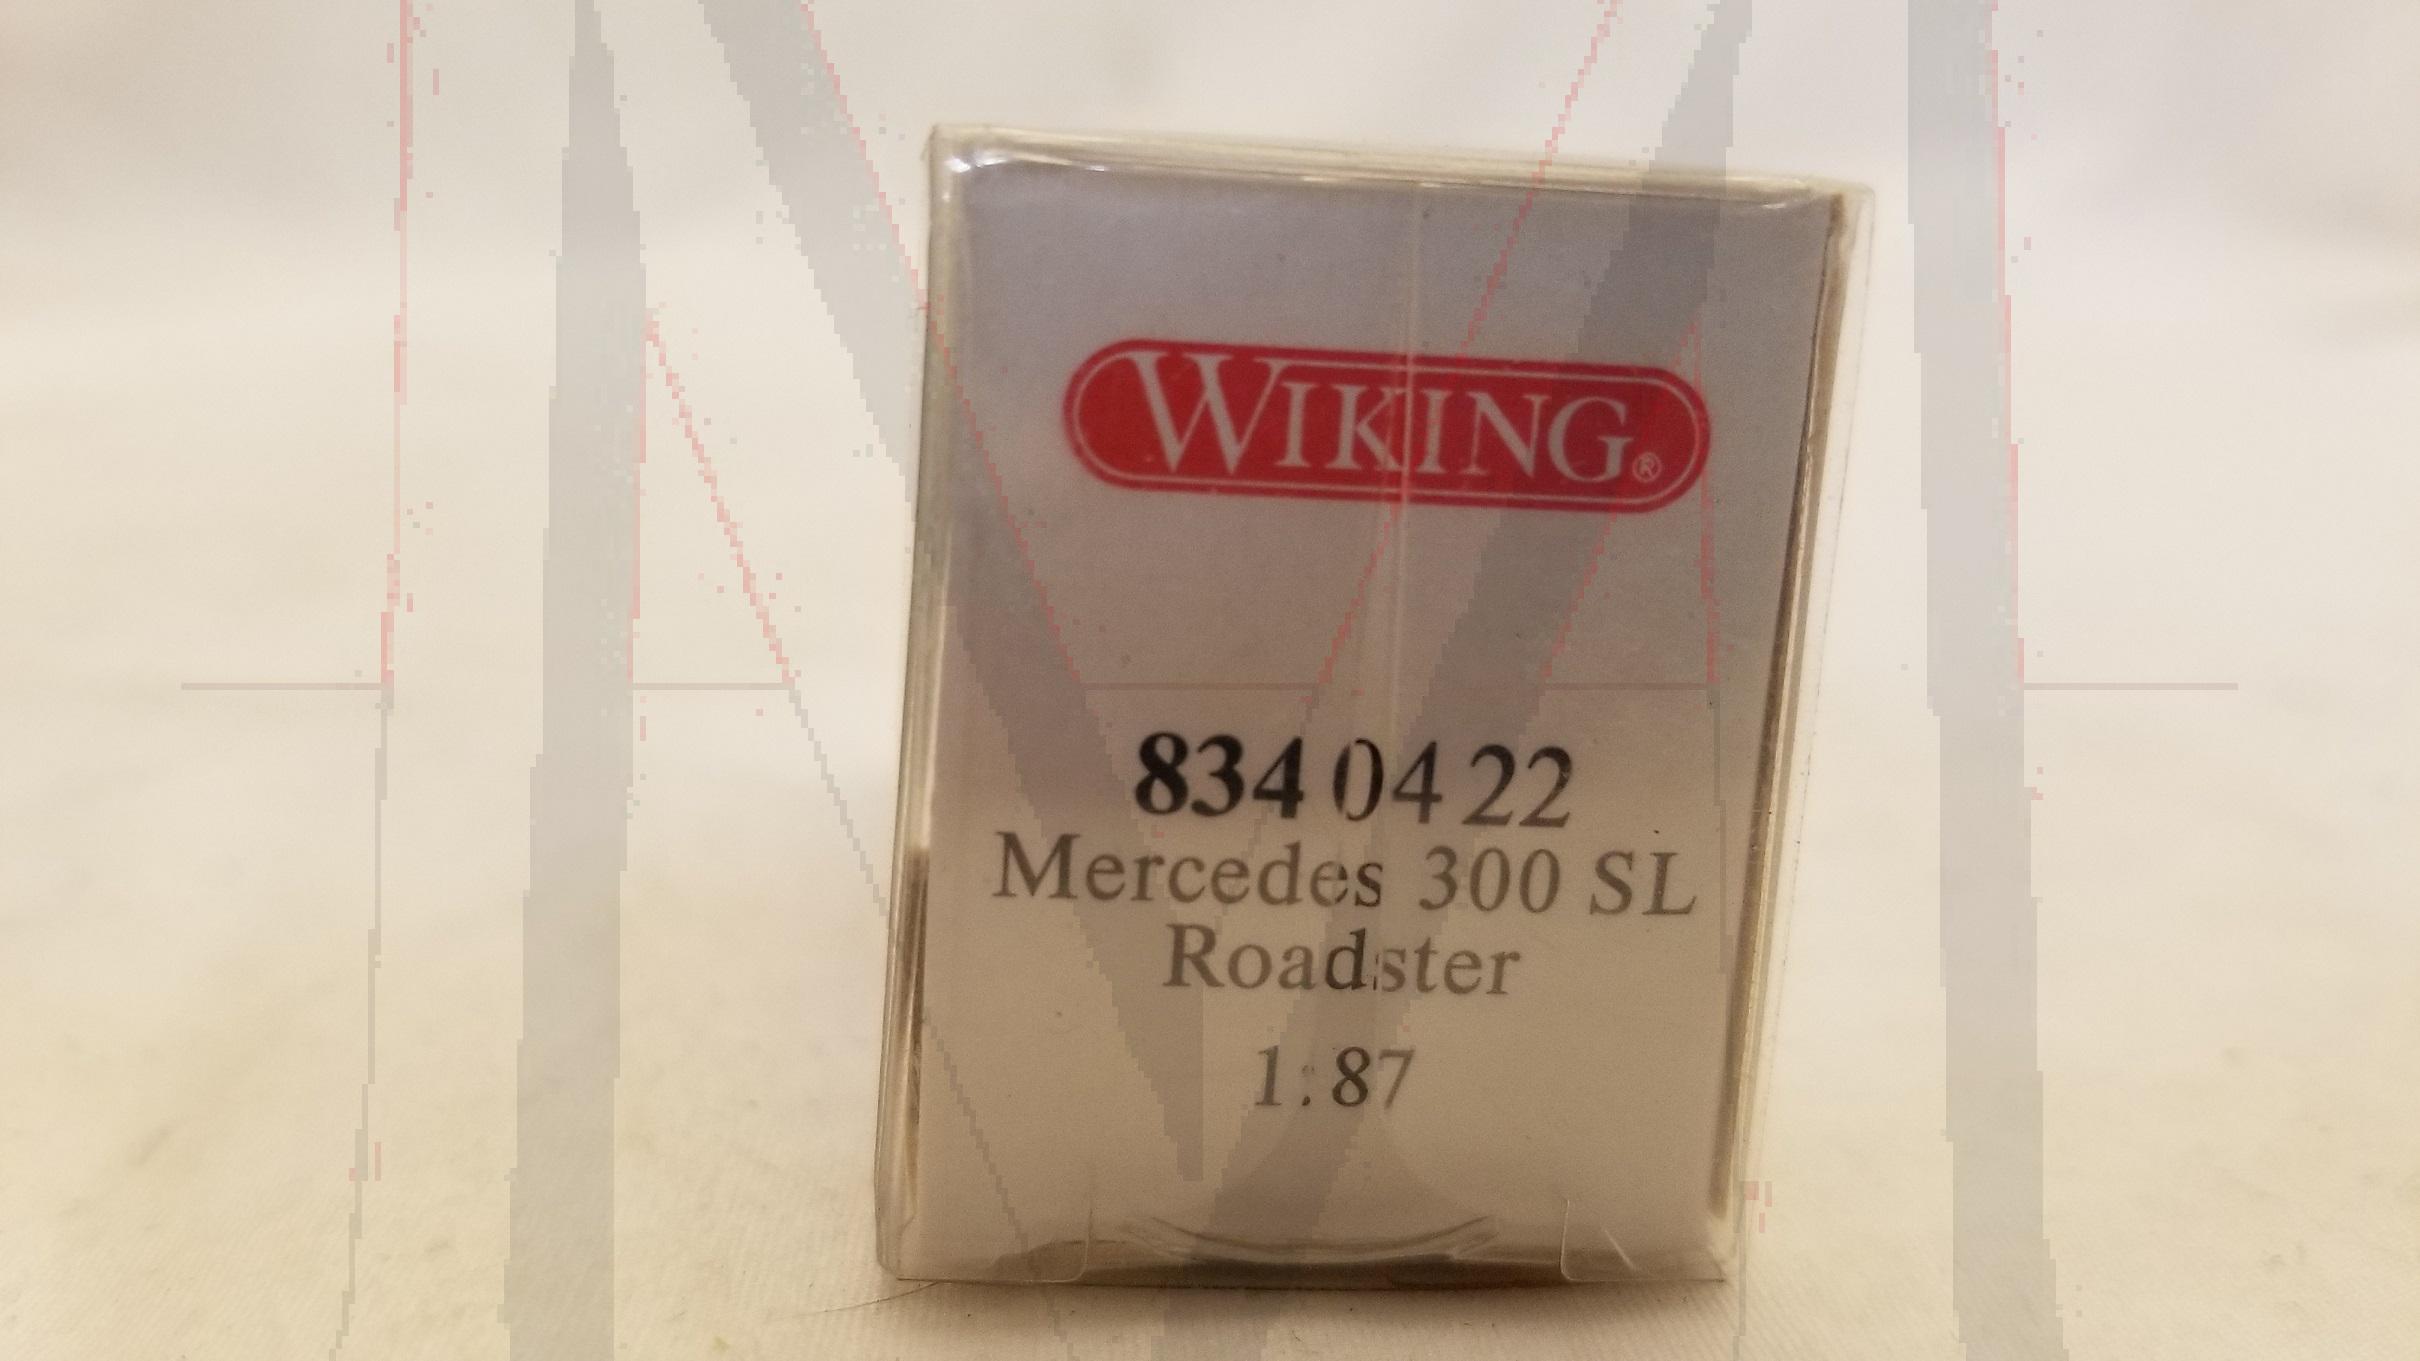 WIKING®
834 04 22
Mercedes 300 SL
Roadster
1:87